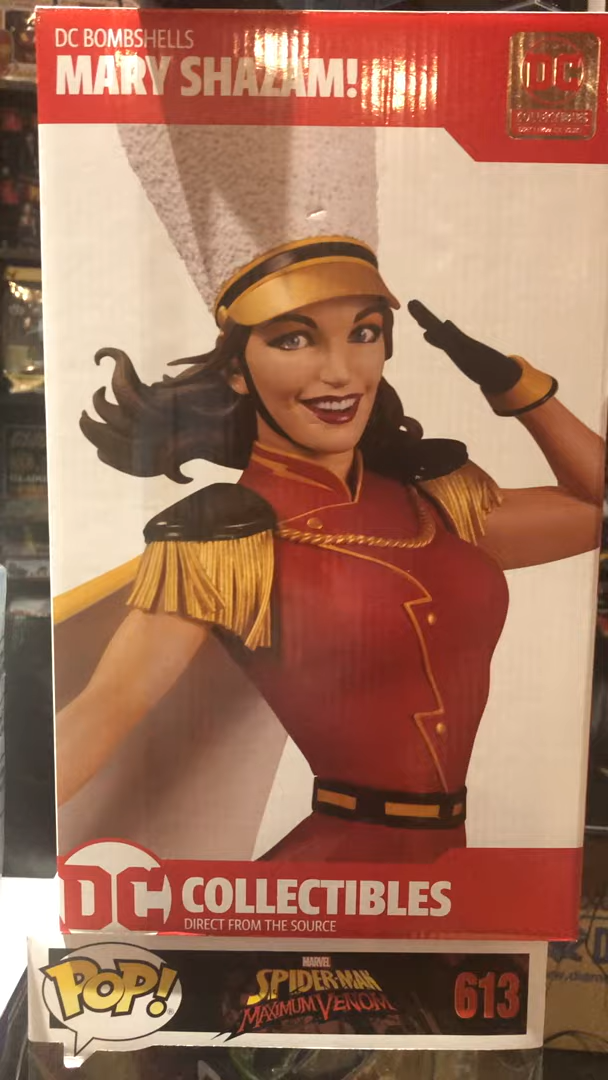 DC BOMBSHELLS
MARY SHAZAM!
DC
COLLECTIBLES
DC
COLLECTIBLES
DIRECT FROM THE SOURCE
POP!
MARVEL
SPIDER-MAN
MAXIMUM VENOM
613